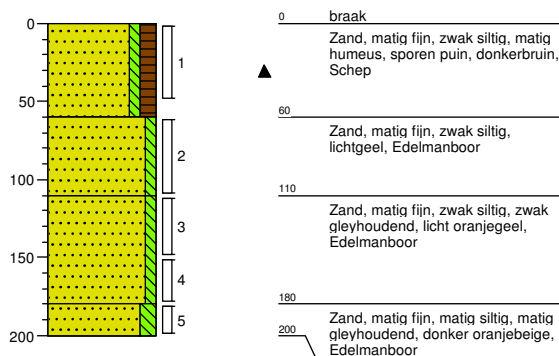 0
50
100
150
200
1
2
3
4
5
0
braak
Zand, matig fijn, zwak siltig, matig
humeus, sporen puin, donkerbruin,
Schep
60
Zand, matig fijn, zwak siltig,
lichtgeel, Edelmanboor
110
Zand, matig fijn, zwak siltig, zwak
gleyhoudend, licht oranjegeel,
Edelmanboor
180
Zand, matig fijn, matig siltig, matig
gleyhoudend, donker oranjebeige,
Edelmanboor
200